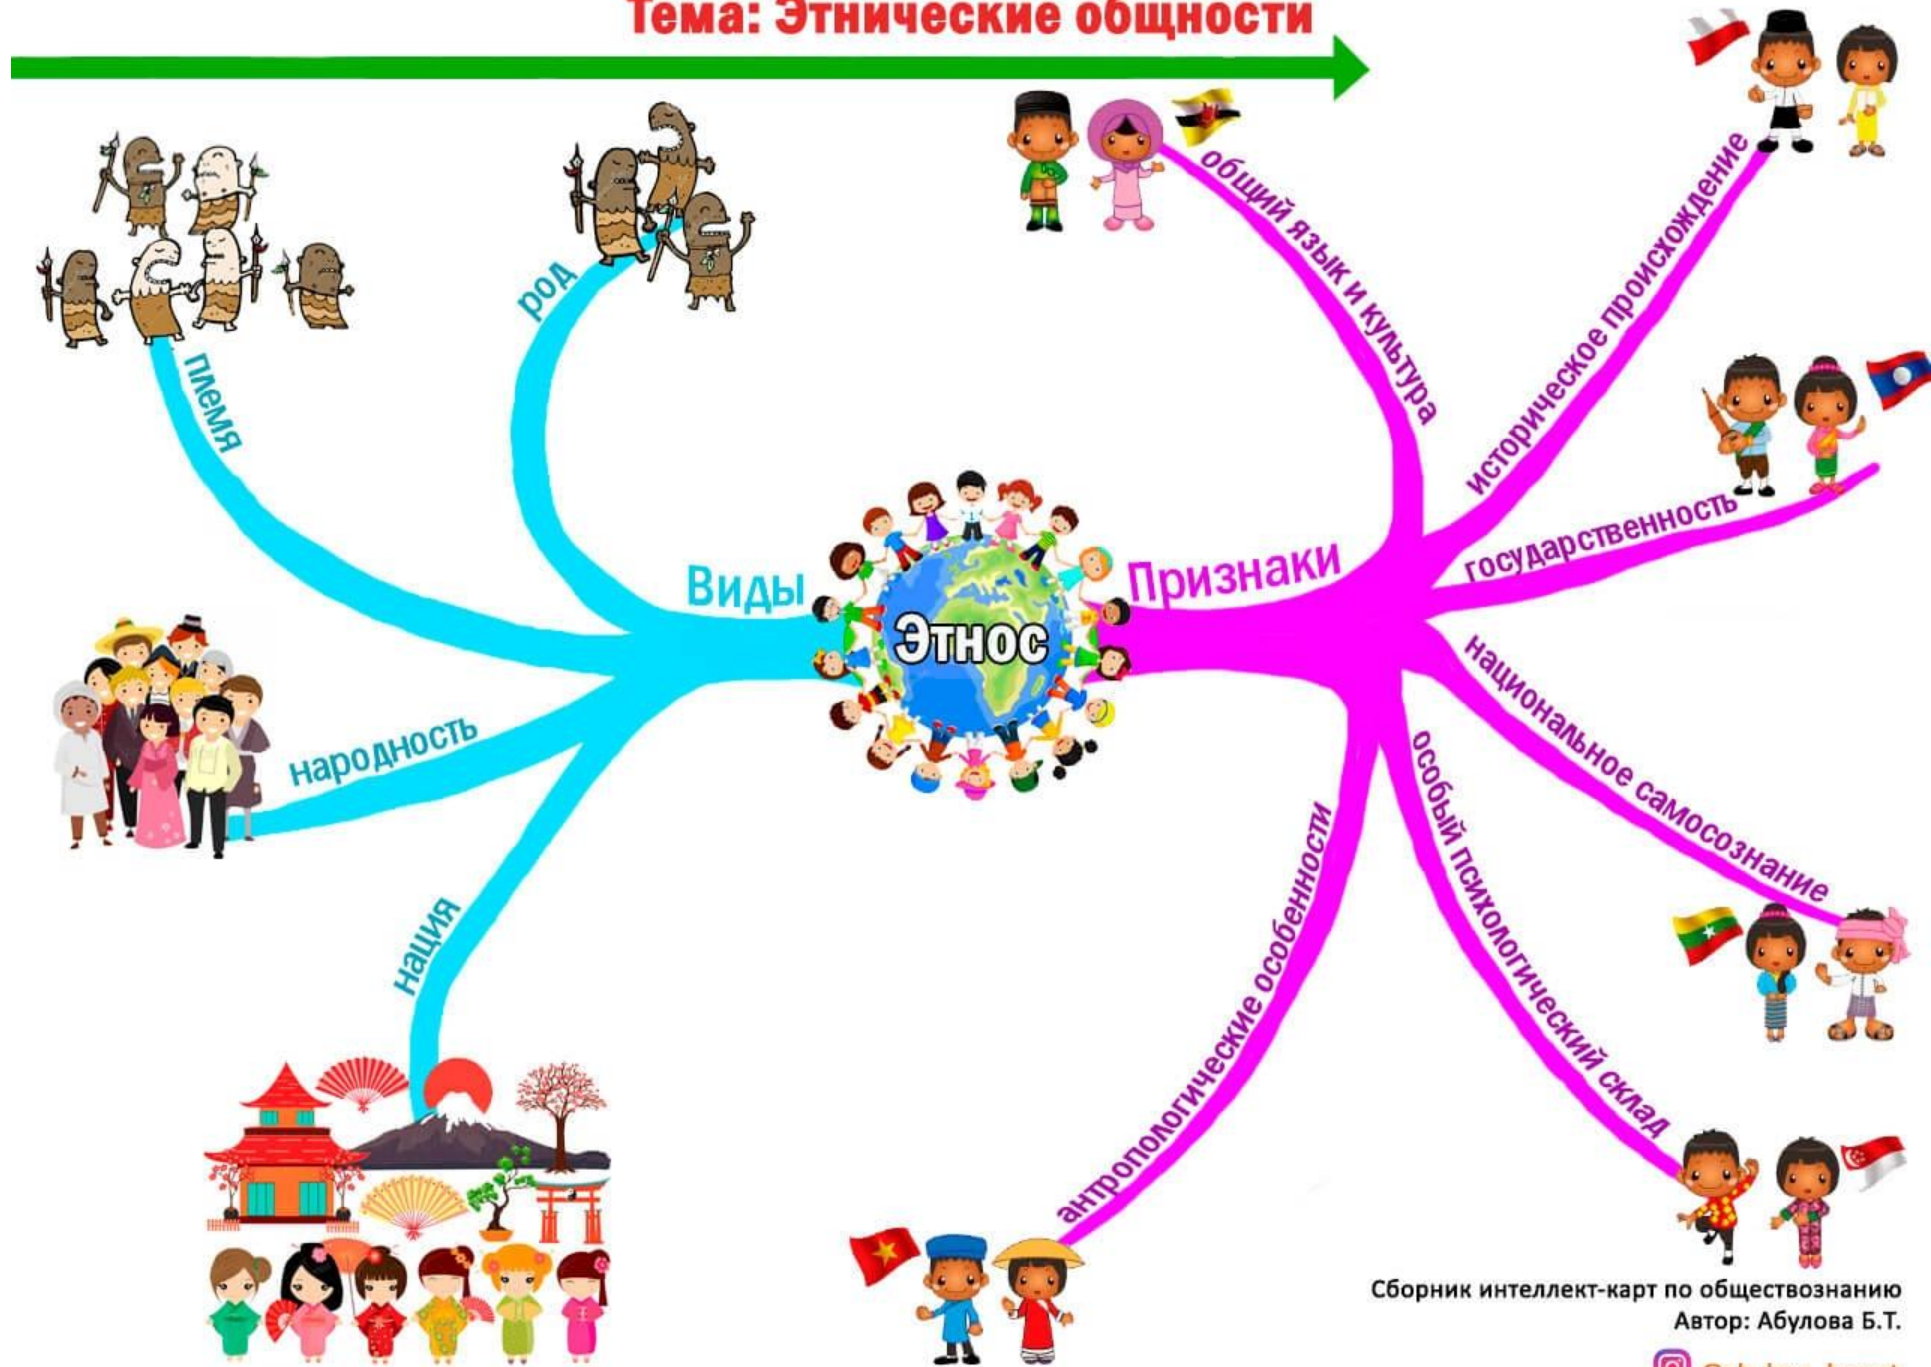 Тема: Этнические общности
племя
род
общий язык и культура
историческое происхождение
государственность
Виды
Этнос
Признаки
национальное самосознание
народность
особый психологический склад
антропологические особенности
нация
Сборник интеллект-карт по обществознанию
Автор: Абулова Б.Т.